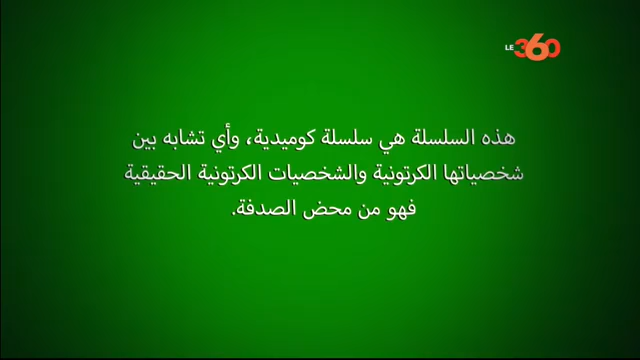 LE 360
هذه السلسلة هي سلسلة كوميدية، وأي تشابه بين
شخصياتها الكرتونية والشخصيات الكرتونية الحقيقية
فهو من محض الصدفة.